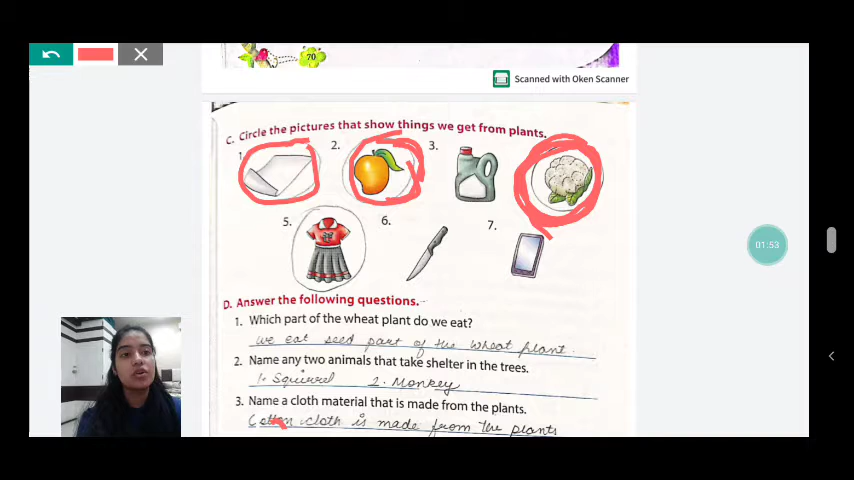 70
Scanned with Oken Scanner
C. Circle the pictures that show things we get from plants.
1. 2. 3.
5. 6. 7.
01:53
D. Answer the following questions.
1. Which part of the wheat plant do we eat?
we eat seed part of the wheat plant.
2. Name any two animals that take shelter in the trees.
1. Squirrel 2. Monkey
3. Name a cloth material that is made from the plants.
Cotton cloth is made from the plants